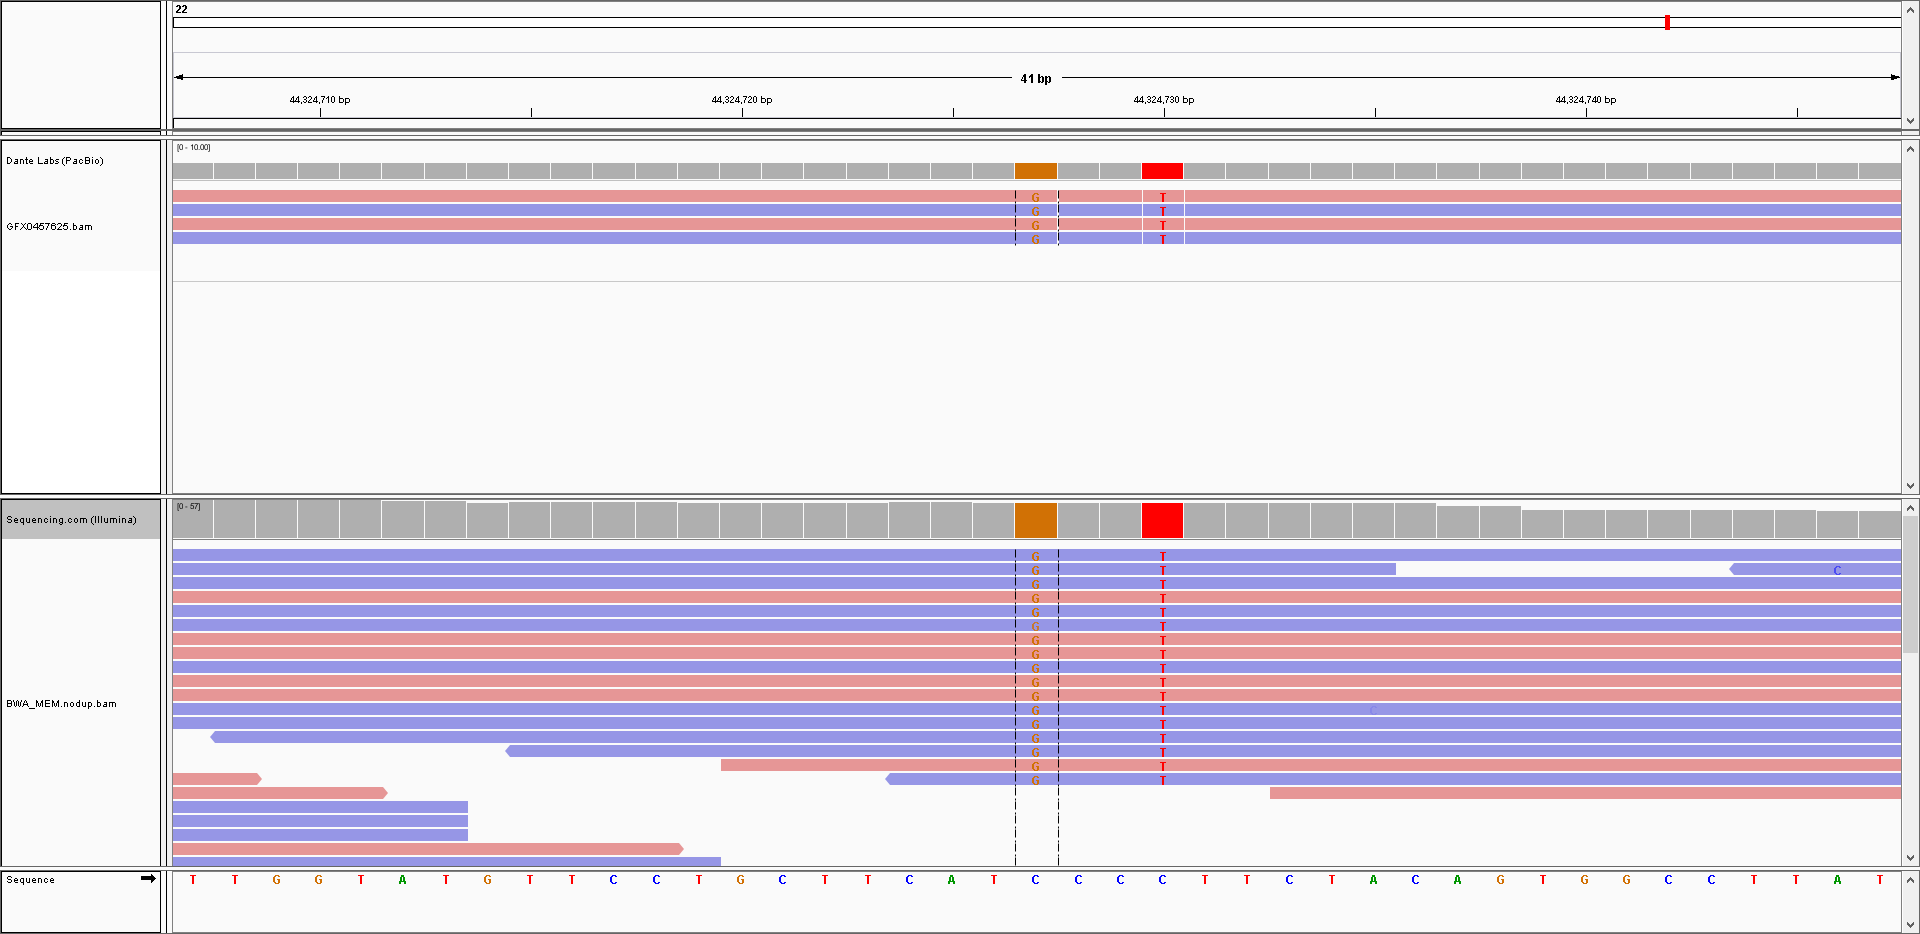 22
41 bp
44,324,710 bp 44,324,720 bp 44,324,730 bp 44,324,740 bp
Dante Labs (PacBio)
[0 - 10.00]
GFX0457625.bam
G T
G T
G T
G T
Sequencing.com (Illumina)
[0 - 57]
BWA_MEM.nodup.bam
G T
G T C
G T
G T
G T
G T
G T
G T
G T
G T
G T
G T C
G T
G T
G T
G T
G T
Sequence
T T G G T A T G T T C C T G C T T C A T C C C C T T C T A C A G T G G C C T T A T